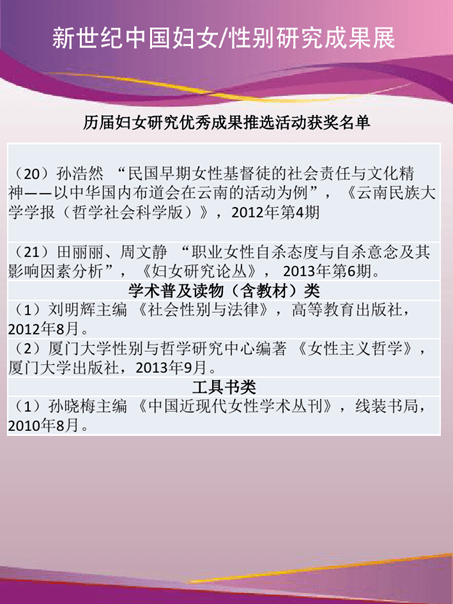 新世纪中国妇女/性别研究成果展
历届妇女研究优秀成果推选活动获奖名单
（20）孙浩然 “民国早期女性基督徒的社会责任与文化精
神——以中华国内布道会在云南的活动为例”，《云南民族大
学学报（哲学社会科学版）》，2012年第4期
（21）田丽丽、周文静 “职业女性自杀态度与自杀意念及其
影响因素分析”，《妇女研究论丛》， 2013年第6期。
学术普及读物（含教材）类
（1）刘明辉主编 《社会性别与法律》，高等教育出版社，
2012年8月。
（2）厦门大学性别与哲学研究中心编著 《女性主义哲学》，
厦门大学出版社，2013年9月。
工具书类
（1）孙晓梅主编 《中国近现代女性学术丛刊》，线装书局，
2010年8月。